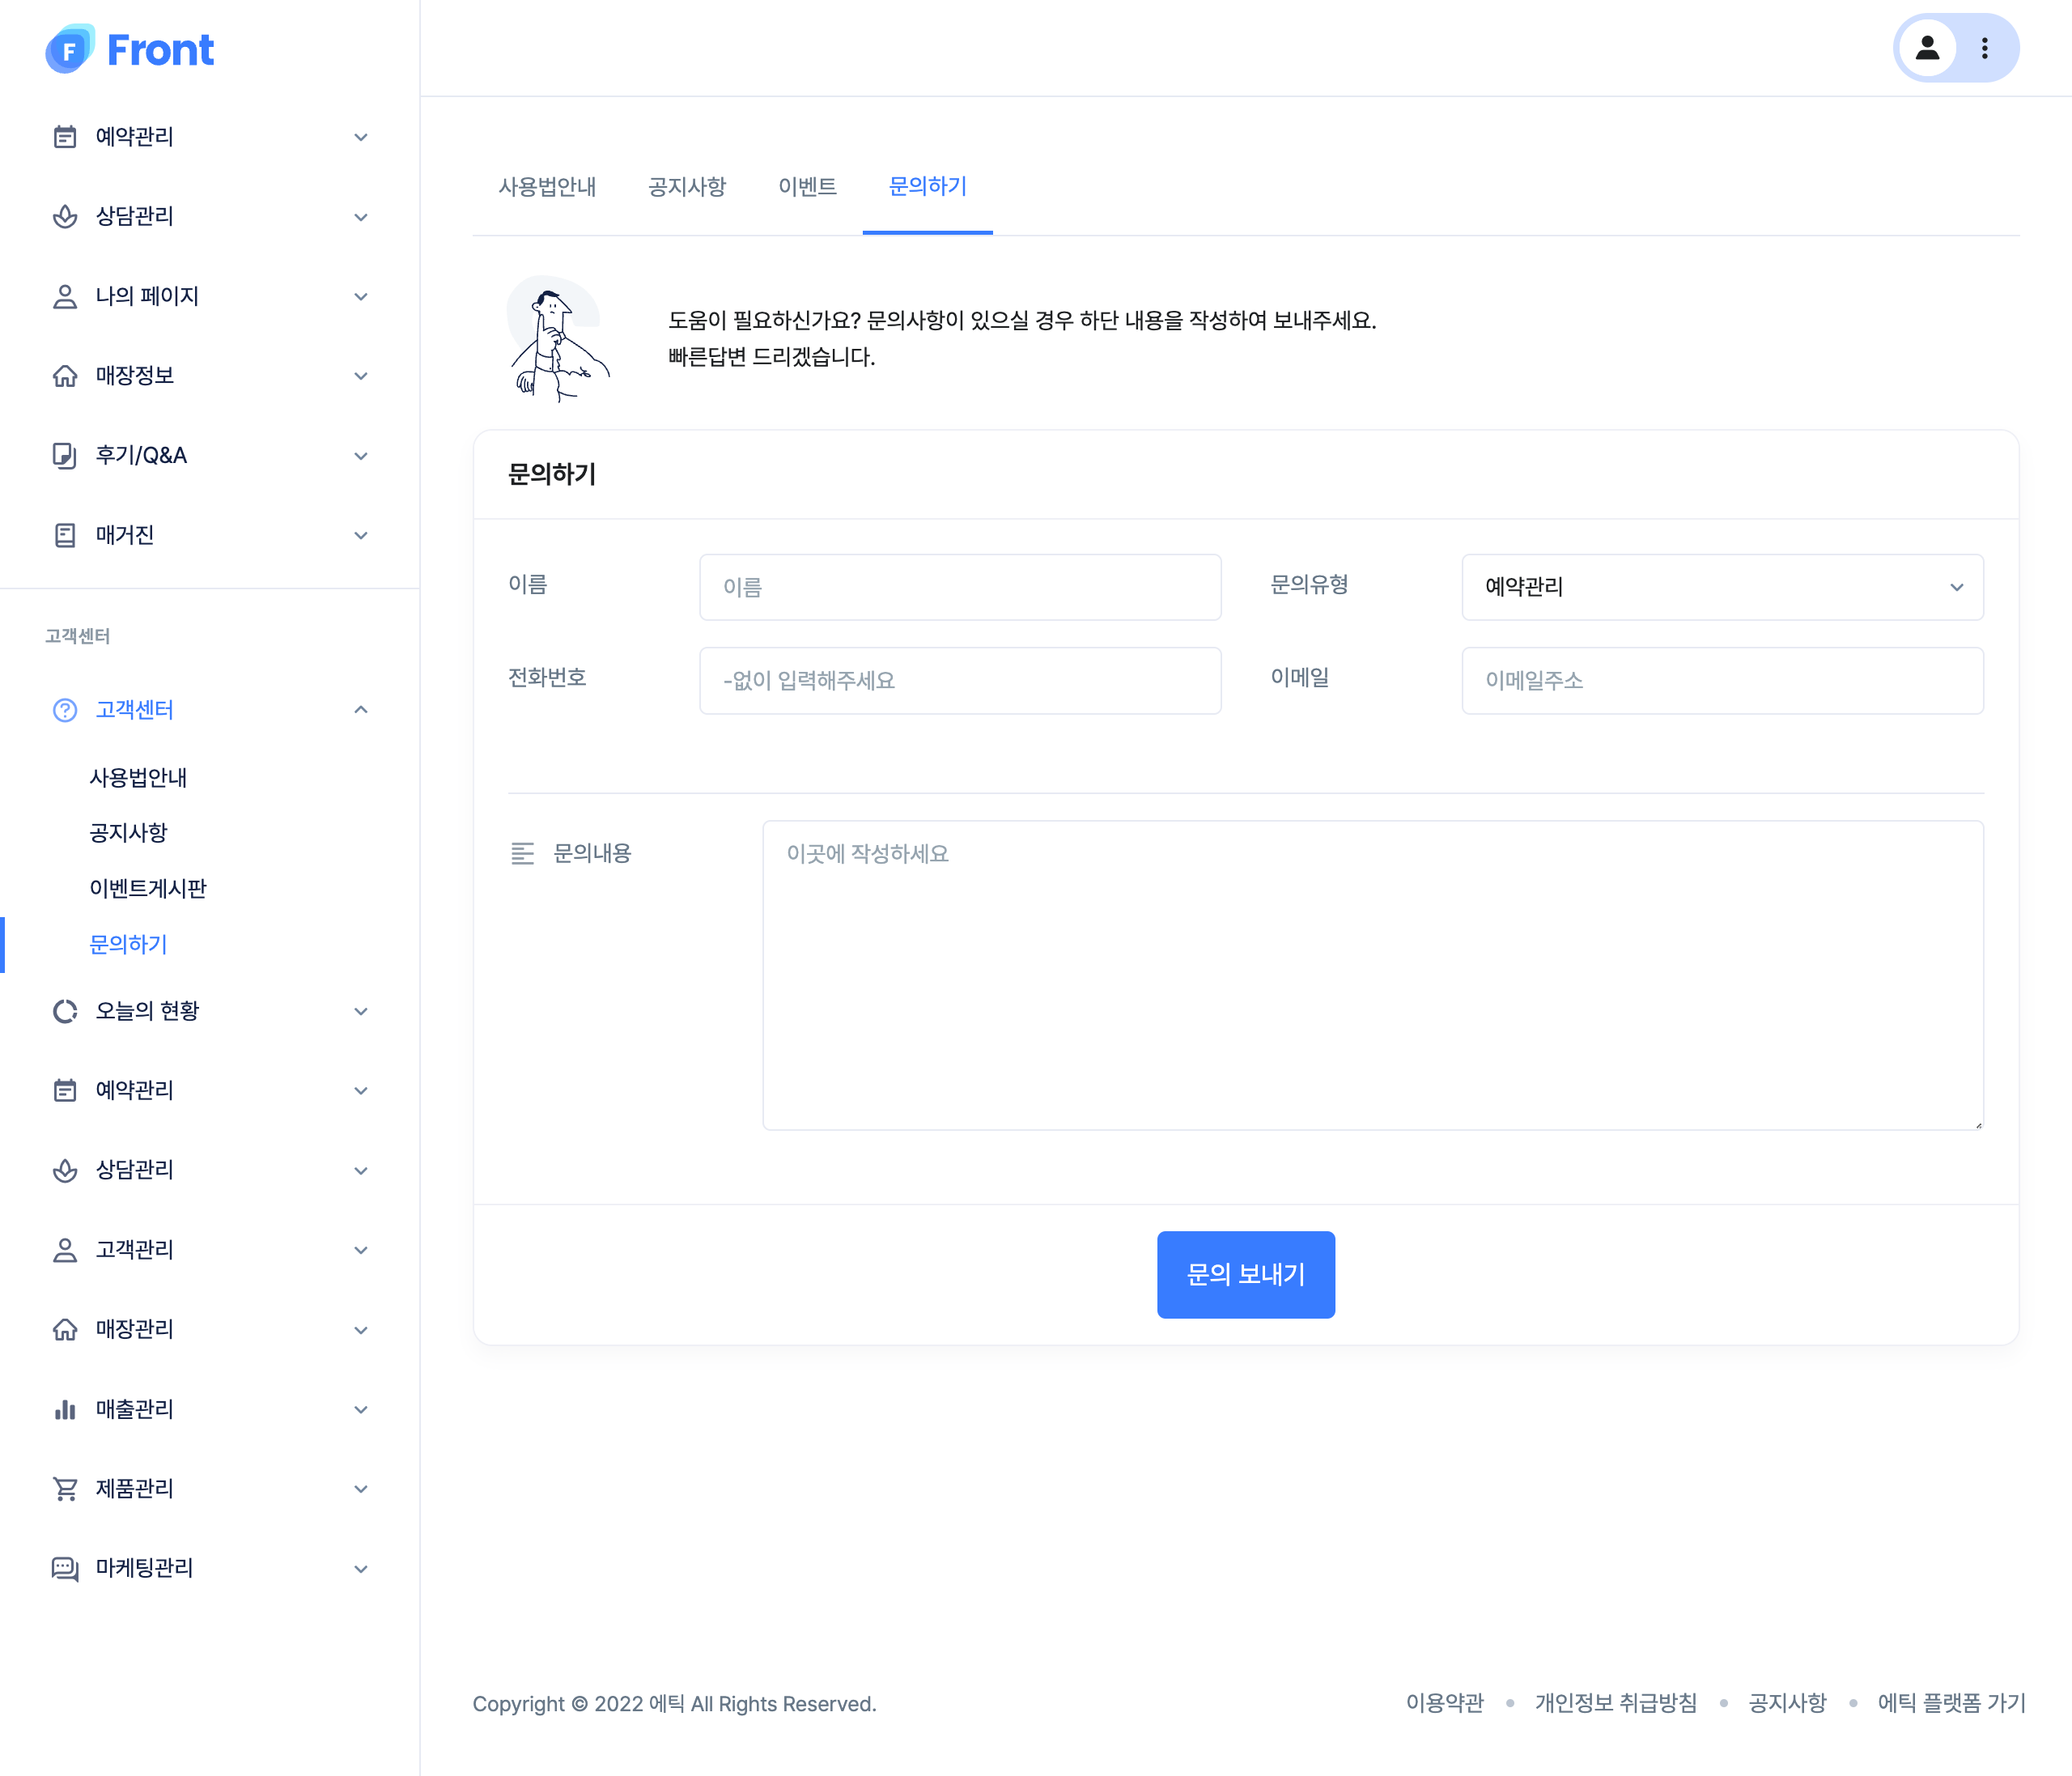 F Front
예약관리
상담관리
나의 페이지
매장정보
후기/Q&A
매거진
고객센터
고객센터
사용법안내
공지사항
이벤트게시판
문의하기
오늘의 현황
예약관리
상담관리
고객관리
매장관리
매출관리
제품관리
마케팅관리
사용법안내 공지사항 이벤트 문의하기
도움이 필요하신가요? 문의사항이 있으실 경우 하단 내용을 작성하여 보내주세요.
빠른답변 드리겠습니다.
문의하기
이름 이름 문의유형 예약관리
전화번호 -없이 입력해주세요 이메일 이메일주소
문의내용 이곳에 작성하세요
문의 보내기
Copyright © 2022 에틱 All Rights Reserved. 이용약관 • 개인정보 취급방침 • 공지사항 • 에틱 플랫폼 가기